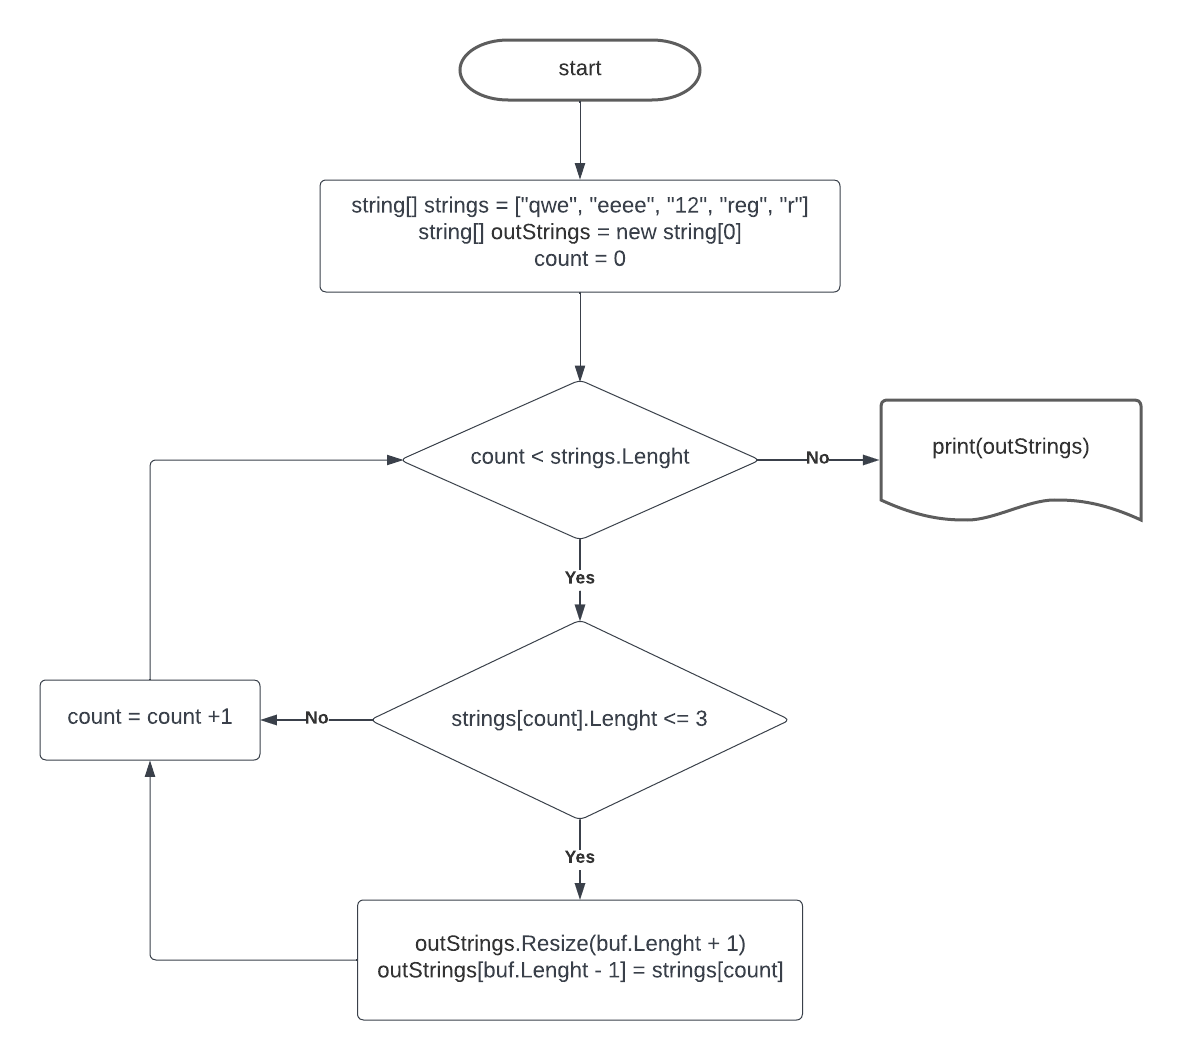 start
string[] strings = ["qwe", "eeee", "12", "reg", "r"]
string[] outStrings = new string[0]
count = 0
count < strings.Lenght
No
print(outStrings)
Yes
count = count +1
No
strings[count].Lenght <= 3
Yes
outStrings.Resize(buf.Lenght + 1)
outStrings[buf.Lenght - 1] = strings[count]